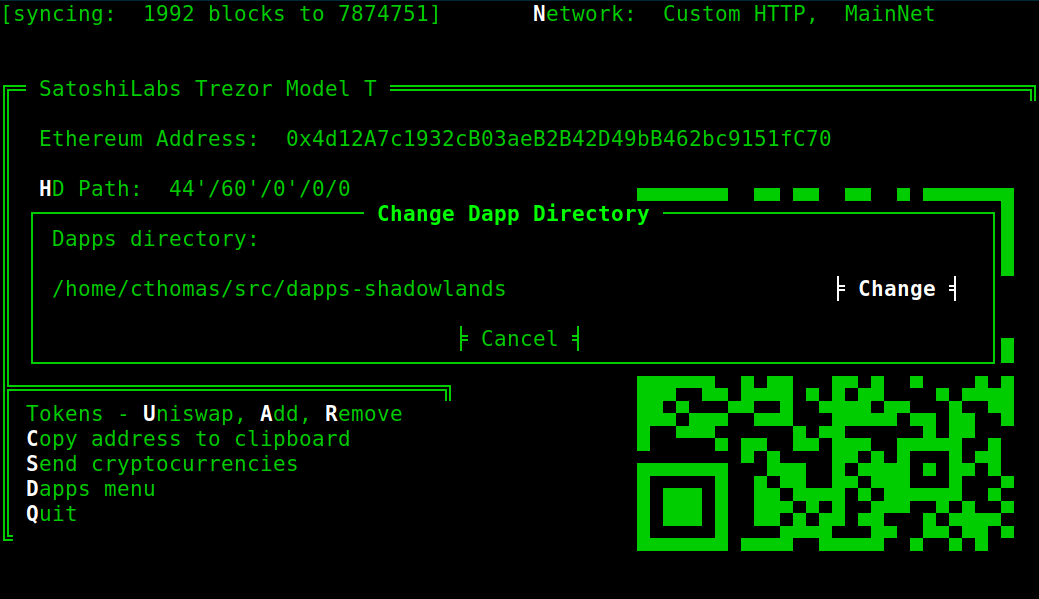 [syncing:  1992 blocks to 7874751]       Network:  Custom HTTP,  MainNet
SatoshiLabs Trezor Model T
Ethereum Address:  0x4d12A7c1932cB03aeB2B42D49bB462bc9151fC70
HD Path:  44'/60'/0'/0/0
Change Dapp Directory
Dapps directory:
/home/cthomas/src/dapps-shadowlands
Change
Cancel
Tokens - Uniswap, Add, Remove
Copy address to clipboard
Send cryptocurrencies
Dapps menu
Quit